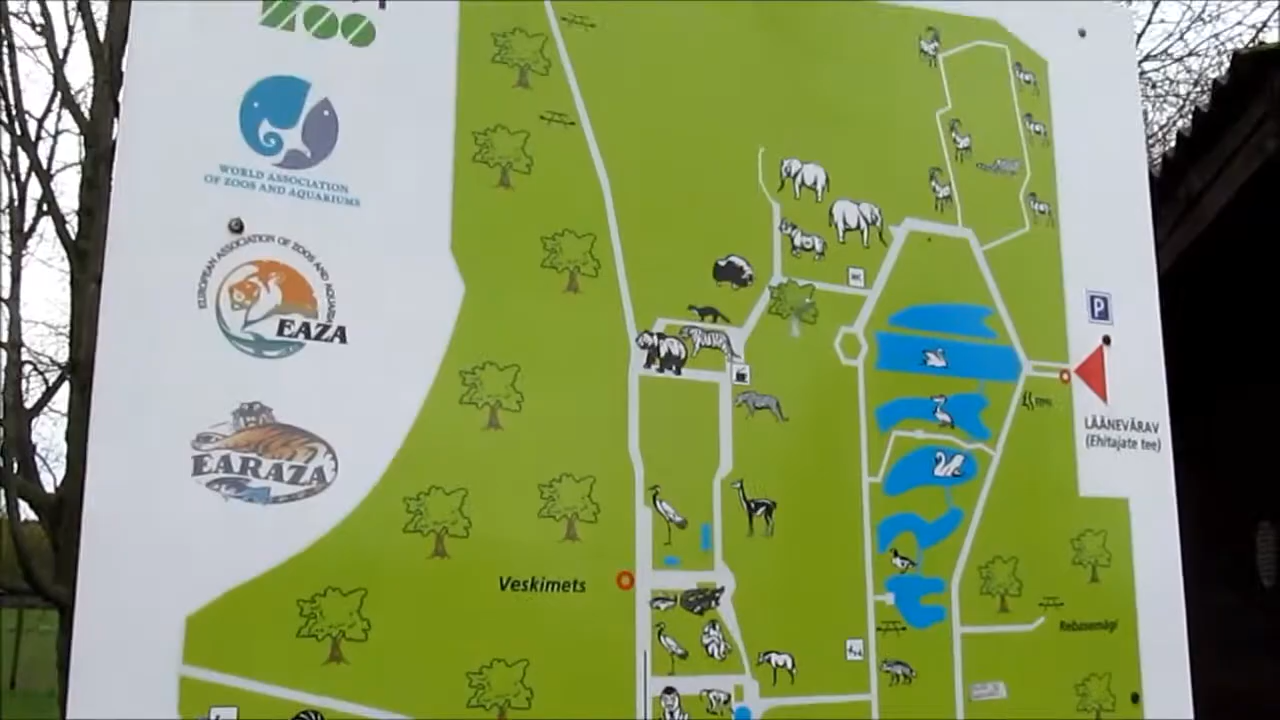 ZOO
WORLD ASSOCIATION
OF ZOOS AND AQUARIUMS
EUROPEAN ASSOCIATION OF ZOOS AND AQUARIA
EAZA
EARAZA
P
LÄÄNEVÄRAV
(Ehitajate tee)
Veskimets
Rebasemägi